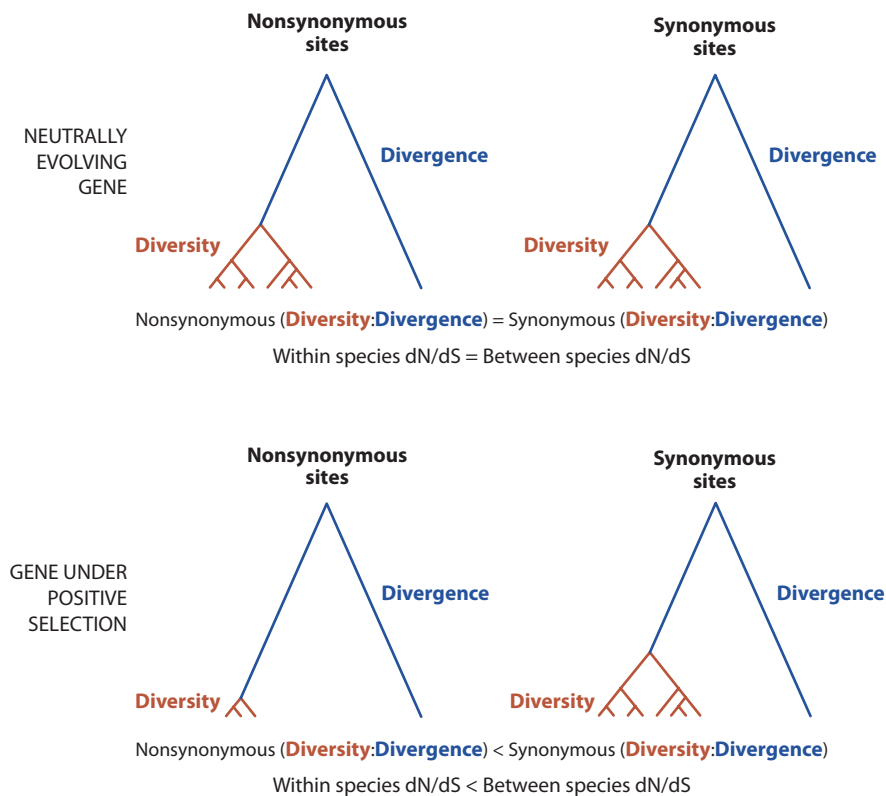 Nonsynonymous
sites
Synonymous
sites
NEUTRALLY
EVOLVING
GENE
Divergence
Divergence
Diversity
Diversity
Nonsynonymous (Diversity:Divergence) = Synonymous (Diversity:Divergence)
Within species dN/dS = Between species dN/dS
Nonsynonymous
sites
Synonymous
sites
GENE UNDER
POSITIVE
SELECTION
Divergence
Divergence
Diversity
Diversity
Nonsynonymous (Diversity:Divergence) < Synonymous (Diversity:Divergence)
Within species dN/dS < Between species dN/dS